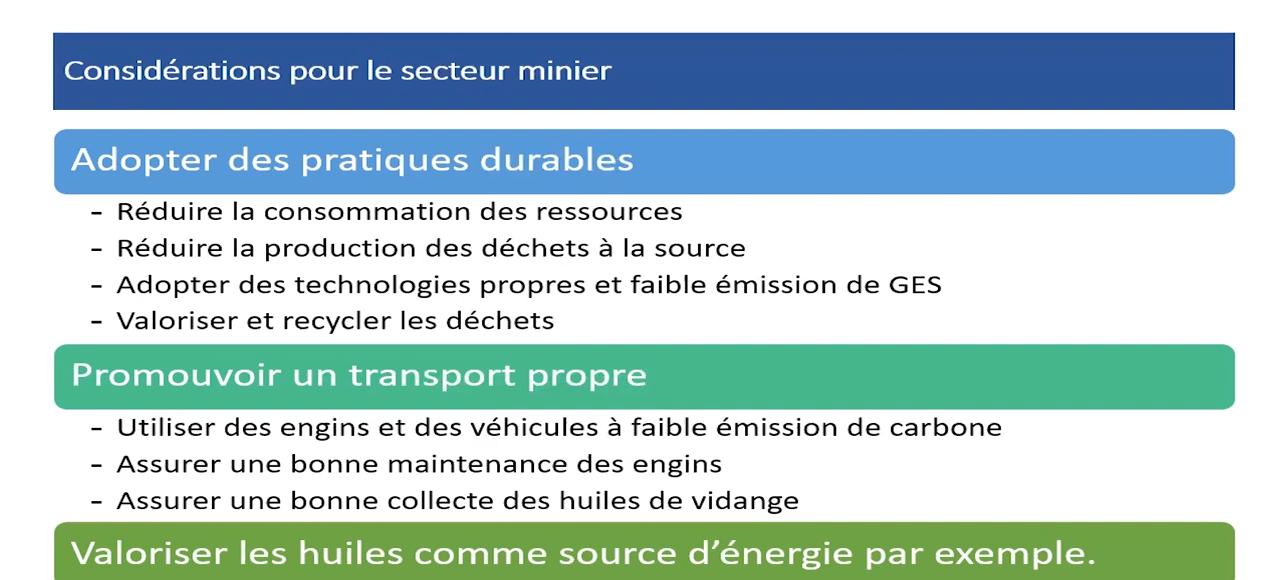 Considérations pour le secteur minier
Adopter des pratiques durables
- Réduire la consommation des ressources
- Réduire la production des déchets à la source
- Adopter des technologies propres et faible émission de GES
- Valoriser et recycler les déchets
Promouvoir un transport propre
- Utiliser des engins et des véhicules à faible émission de carbone
- Assurer une bonne maintenance des engins
- Assurer une bonne collecte des huiles de vidange
Valoriser les huiles comme source d’énergie par exemple.